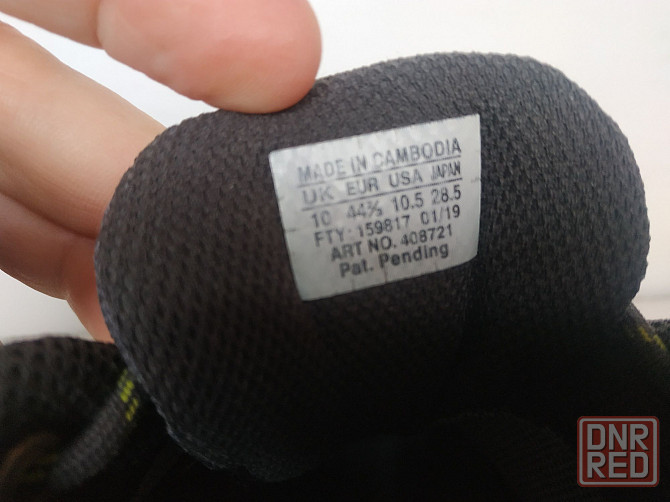 MADE IN CAMBODIA
UK EUR USA JAPAN
10 44⅔ 10.5 28.5
FTY: 159817 01/19
ART NO. 408721
Pat. Pending
DNR
RED